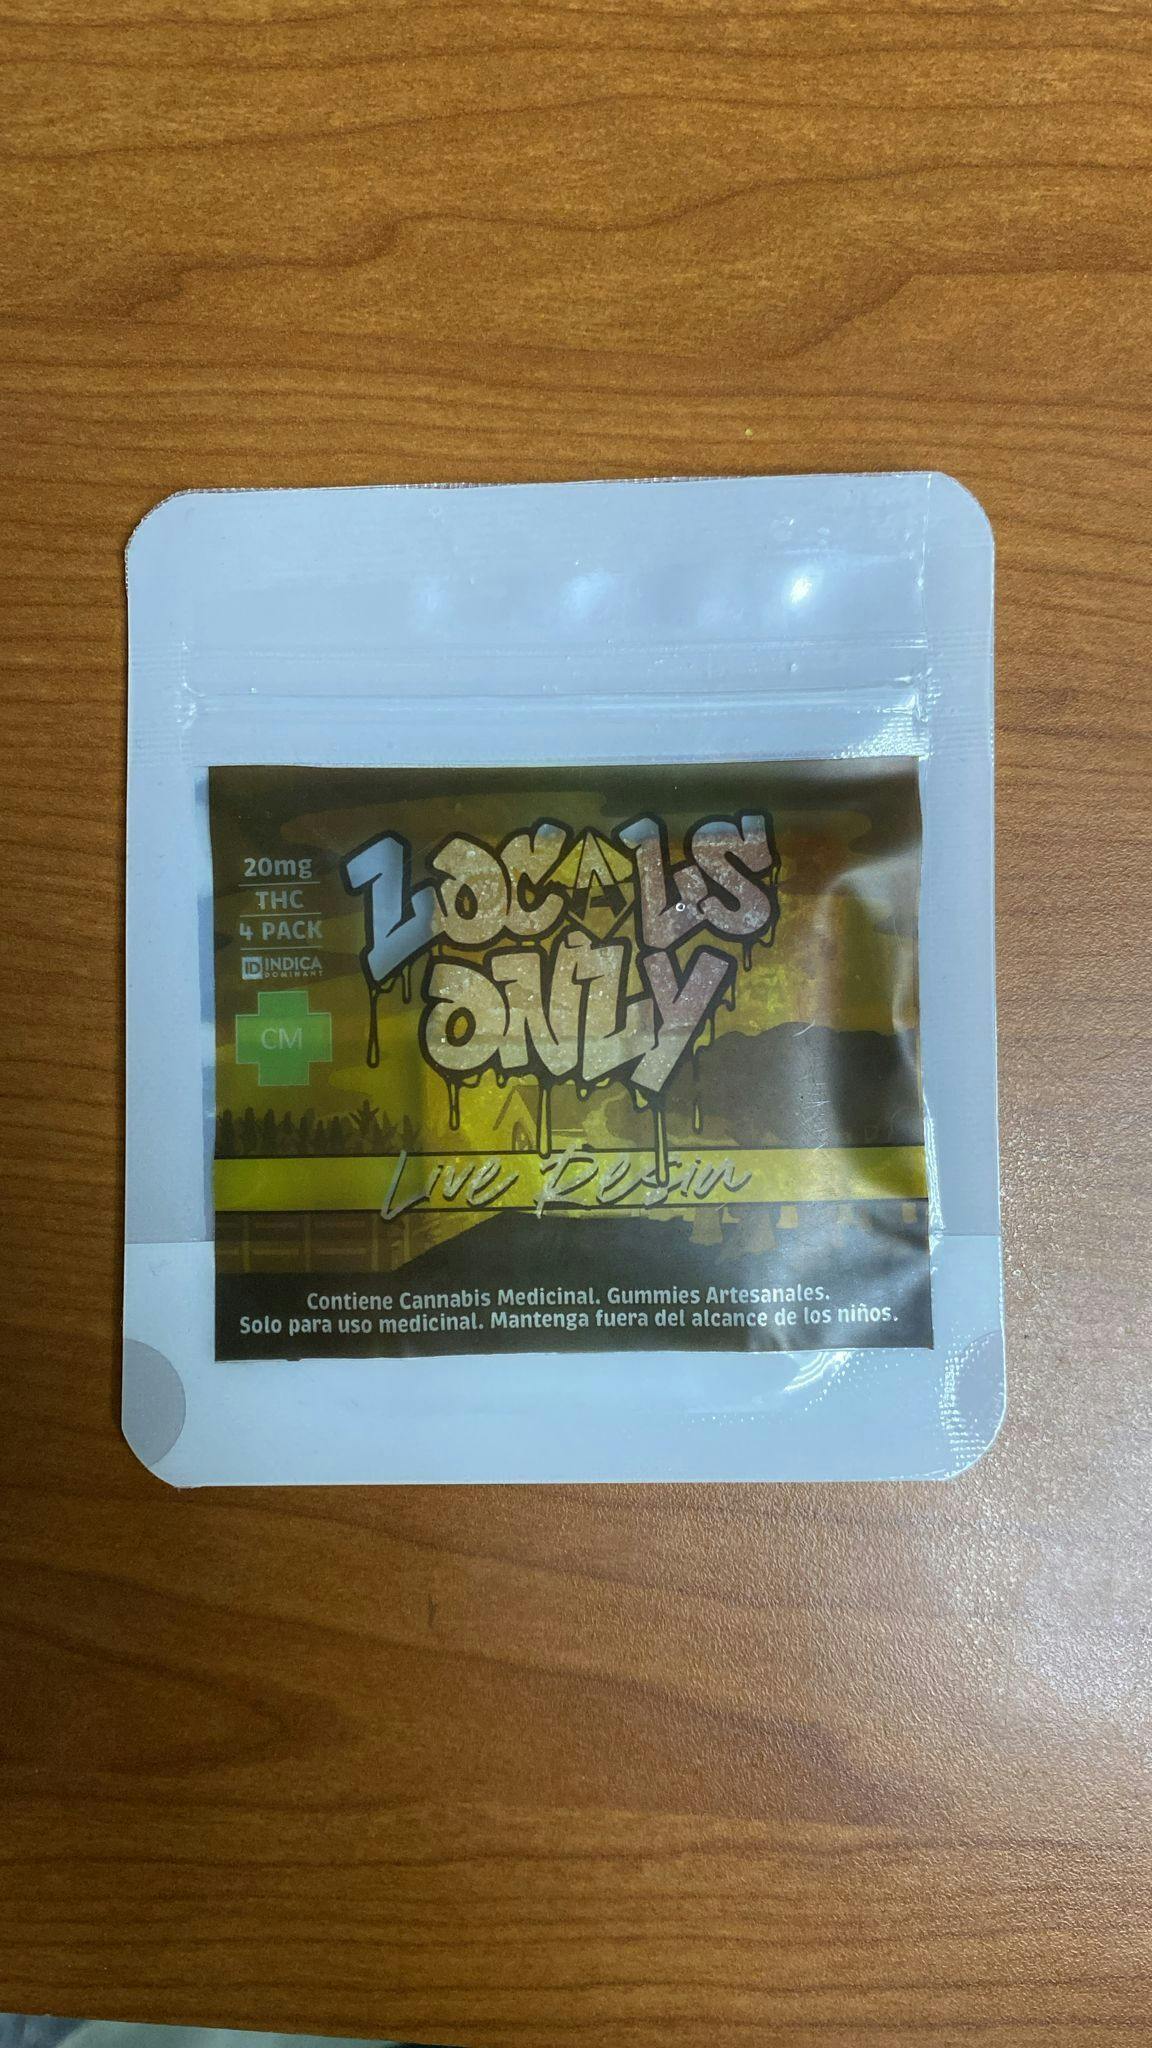 20mg
THC
4 PACK
ID INDICA
DOMINANT
CM
LOCALS
ONLY
Live Resin
Contiene Cannabis Medicinal. Gummies Artesanales.
Solo para uso medicinal. Mantenga fuera del alcance de los niños.